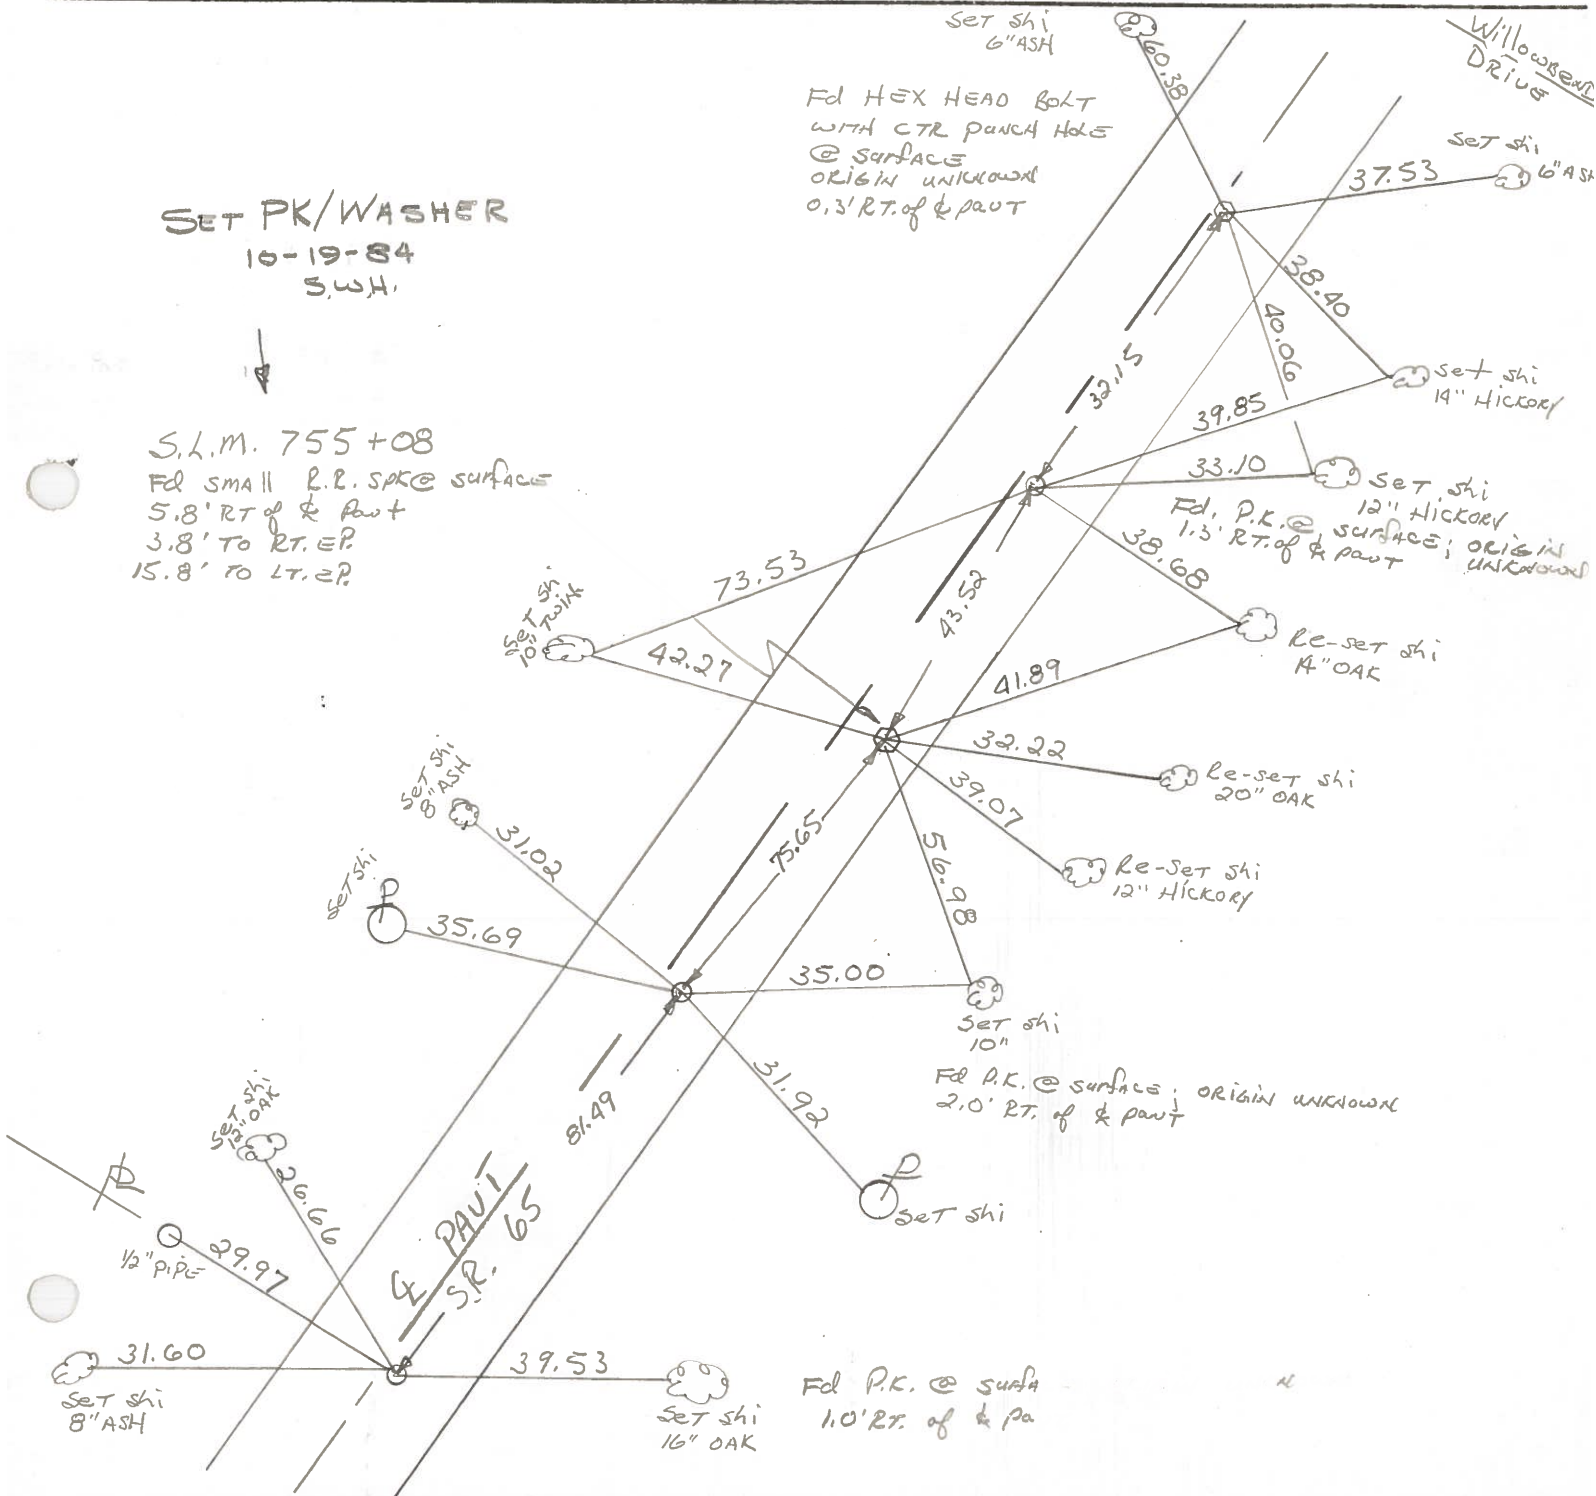 Set shi
6" ASH
60.38
Willowbend
Drive
Fd HEX HEAD BOLT
WITH CTR PUNCH HOLE
@ surface
ORIGIN UNKNOWN
0.3' RT. of ℄ pavt
Set shi
6" ASH
37.53
SET PK/WASHER
10-19-84
S.W.H.
38.40
40.06
32.15
Set shi
14" HICKORY
39.85
S.L.M. 755+08
Fd small R.R. SPK @ surface
5.8' RT of ℄ Pavt
3.8' TO RT. EP.
15.8' TO LT. EP.
33.10
Set shi
12" HICKORY
Fd. P.K. @ surface; ORIGIN
1.3' RT. of ℄ pavt UNKNOWN
38.68
73.53
43.52
Set shi
10" Twin
42.27
Re-set shi
14" OAK
41.89
32.22
Re-set shi
20" OAK
39.07
Set shi
8" ASH
31.02
75.65
56.98
Re-set shi
12" HICKORY
Set shi
P
35.69
35.00
Set shi
10"
31.92
Fd P.K. @ surface; ORIGIN UNKNOWN
2.0' RT. of ℄ pavt
81.49
Set shi
12" OAK
26.66
℄ PAVT
S.R. 65
P
Set shi
℄
1/2" PIPE
29.97
31.60
Set shi
8" ASH
39.53
Set shi
16" OAK
Fd P.K. @ surfa
1.0' RT. of ℄ pa